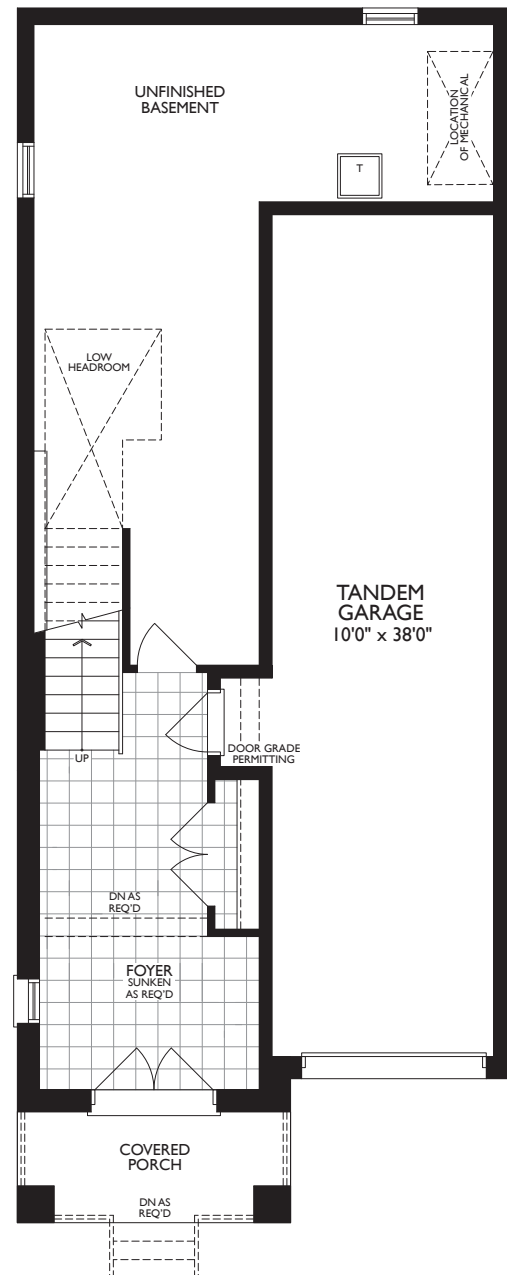 UNFINISHED
BASEMENT
LOCATION
OF MECHANICAL
T
LOW
HEADROOM
TANDEM
GARAGE
10'0" x 38'0"
UP
DOOR GRADE
PERMITTING
DN AS
REQ'D
FOYER
SUNKEN
AS REQ'D
COVERED
PORCH
DN AS
REQ'D